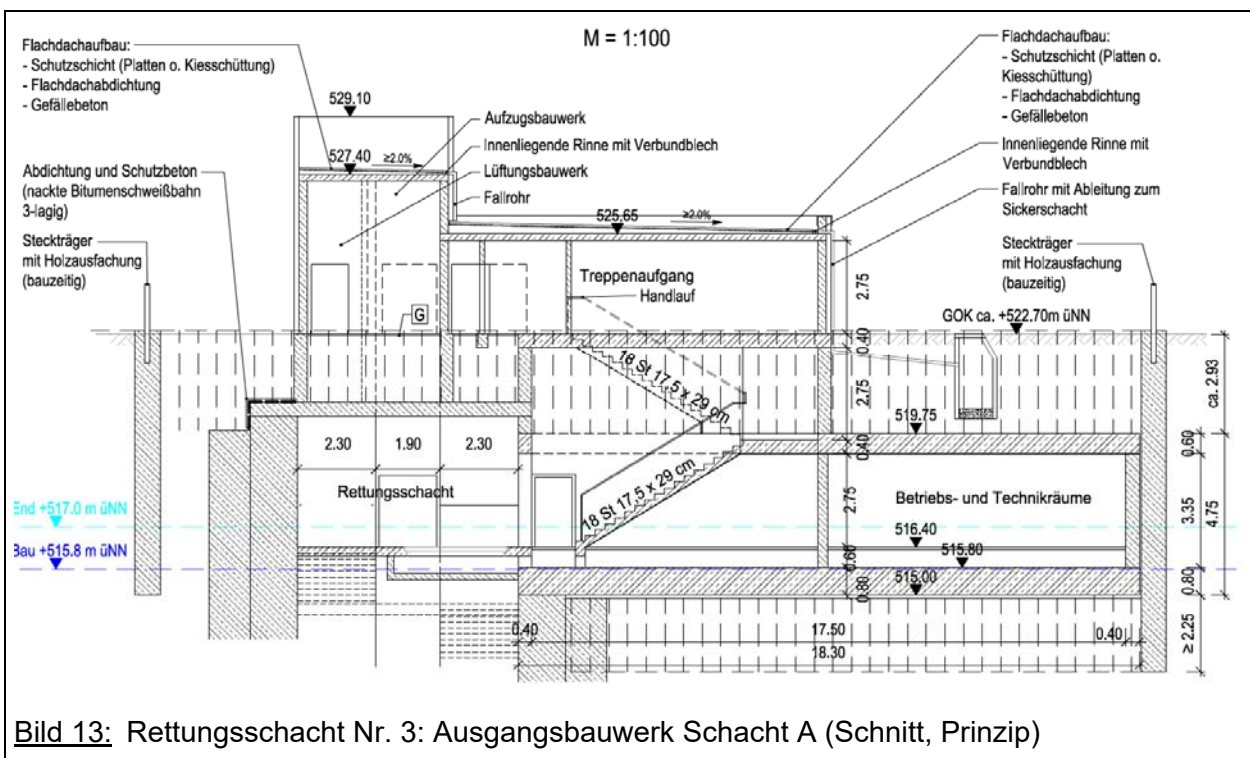 M = 1:100
Flachdachaufbau:
- Schutzschicht (Platten o. Kiesschüttung)
- Flachdachabdichtung
- Gefällebeton
Abdichtung und Schutzbeton
(nackte Bitumenschweißbahn
3-lagig)
Steckträger
mit Holzausfachung
(bauzeitig)
529.10
527.40
≥2.0%
Aufzugsbauwerk
Innenliegende Rinne mit Verbundblech
Lüftungsbauwerk
Fallrohr
525.65
≥2.0%
Flachdachaufbau:
- Schutzschicht (Platten o.
Kiesschüttung)
- Flachdachabdichtung
- Gefällebeton
Innenliegende Rinne mit
Verbundblech
Fallrohr mit Ableitung zum
Sickerschacht
Steckträger
mit Holzausfachung
(bauzeitig)
Treppenaufgang
Handlauf
G
GOK ca. +522.70m üNN
2.75
0.40
2.75
0.40
2.75
0.60
0.80
18 St 17.5 x 29 cm
18 St 17,5 x 29 cm
519.75
ca. 2.93
0.60
3.35
4.75
0.80
≥ 2.25
2.30
1.90
2.30
Rettungsschacht
Betriebs- und Technikräume
End +517.0 m üNN
Bau +515.8 m üNN
516.40
515.80
515.00
0.40
17.50
0.40
18.30
Bild 13: Rettungsschacht Nr. 3: Ausgangsbauwerk Schacht A (Schnitt, Prinzip)